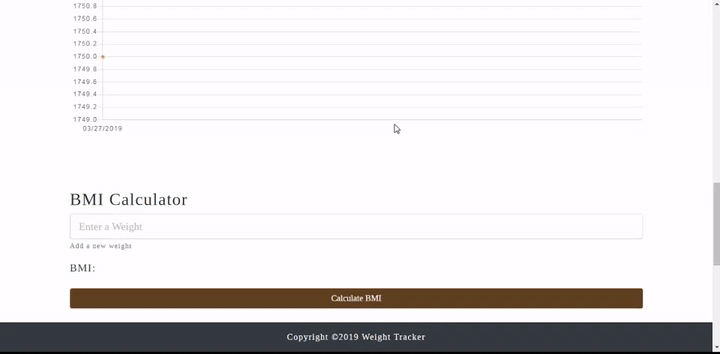 1750.8
1750.6
1750.4
1750.2
1750.0
1749.8
1749.6
1749.4
1749.2
1749.0
03/27/2019
BMI Calculator
Enter a Weight
Add a new weight
BMI:
Calculate BMI
Copyright ©2019 Weight Tracker